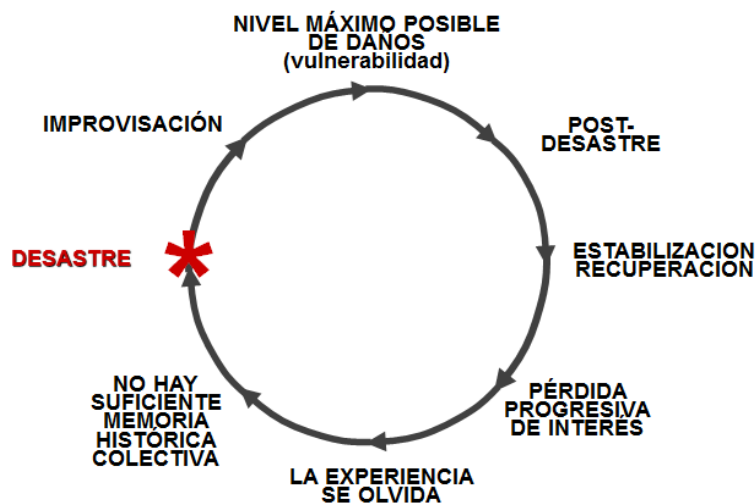 NIVEL MÁXIMO POSIBLE
DE DAÑOS
(vulnerabilidad)
IMPROVISACIÓN
POST-
DESASTRE
DESASTRE
ESTABILIZACION
RECUPERACION
NO HAY
SUFICIENTE
MEMORIA
HISTÓRICA
COLECTIVA
PÉRDIDA
PROGRESIVA
DE INTERÉS
LA EXPERIENCIA
SE OLVIDA